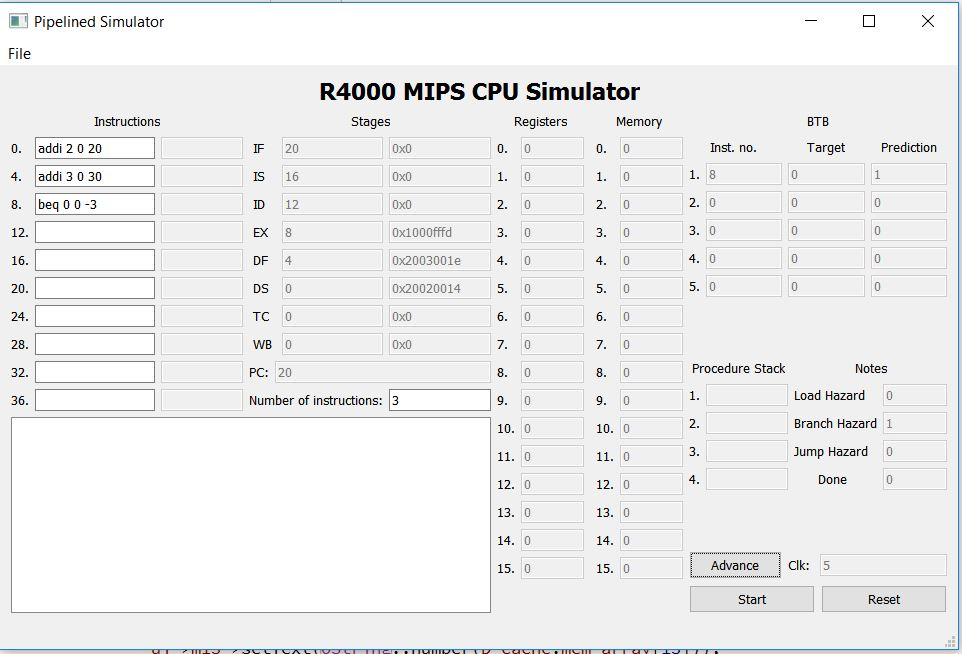 Pipelined Simulator
File
R4000 MIPS CPU Simulator
Instructions Stages Registers Memory BTB
Inst. no. Target Prediction
0. addi 2 0 20 IF 20 0x0 0. 0 0. 0
4. addi 3 0 30 IS 16 0x0 1. 0 1. 0 1. 8 0 1
8. beq 0 0 -3 ID 12 0x0 2. 0 2. 0 2. 0 0 0
12. EX 8 0x1000fffd 3. 0 3. 0 3. 0 0 0
16. DF 4 0x2003001e 4. 0 4. 0 4. 0 0 0
20. DS 0 0x20020014 5. 0 5. 0 5. 0 0 0
24. TC 0 0x0 6. 0 6. 0
28. WB 0 0x0 7. 0 7. 0
32. PC: 20 8. 0 8. 0 Procedure Stack Notes
36. Number of instructions: 3 9. 0 9. 0 1. Load Hazard 0
10. 0 10. 0 2. Branch Hazard 1
11. 0 11. 0 3. Jump Hazard 0
12. 0 12. 0 4. Done 0
13. 0 13. 0
14. 0 14. 0
15. 0 15. 0 Advance Clk: 5
Start Reset